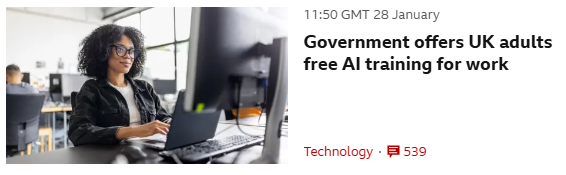 11:50 GMT 28 January
Government offers UK adults
free AI training for work
Technology · 539